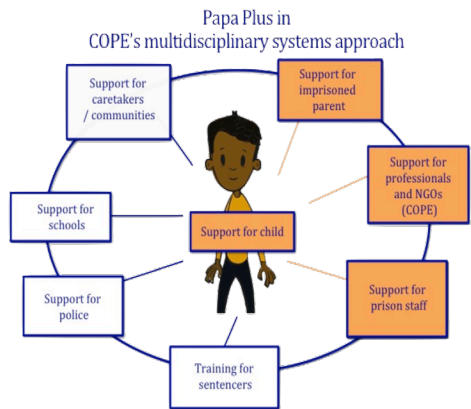 Papa Plus in
COPE's multidisciplinary systems approach
Support for
caretakers
/ communities
Support for
imprisoned
parent
Support for
professionals
and NGOs
(COPE)
Support for
schools
Support for child
Support for
police
Support for
prison staff
Training for
sentencers